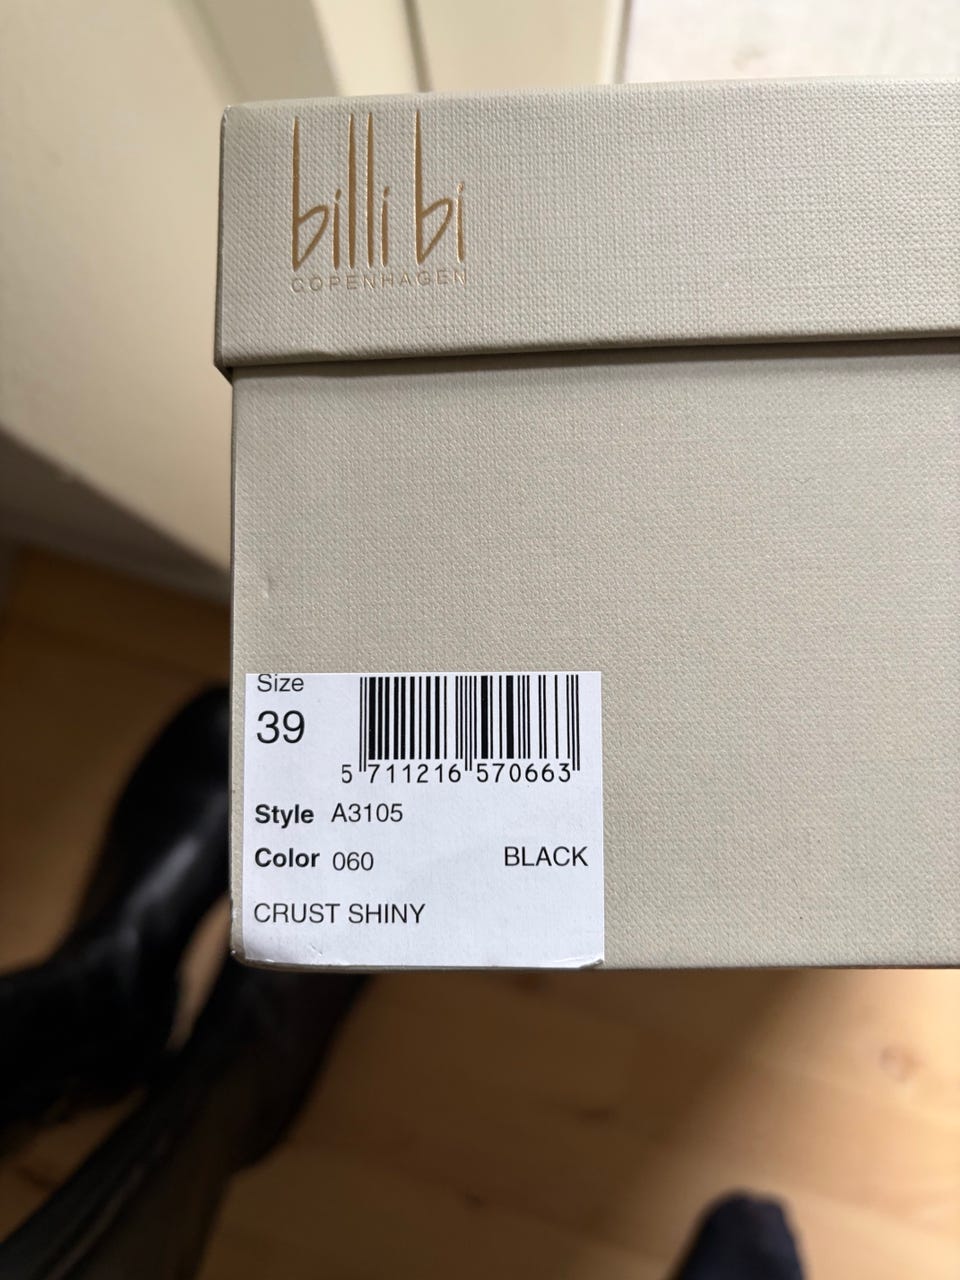 billi bi
COPENHAGEN
Size
39
5 711216 570663
Style A3105
Color 060 BLACK
CRUST SHINY